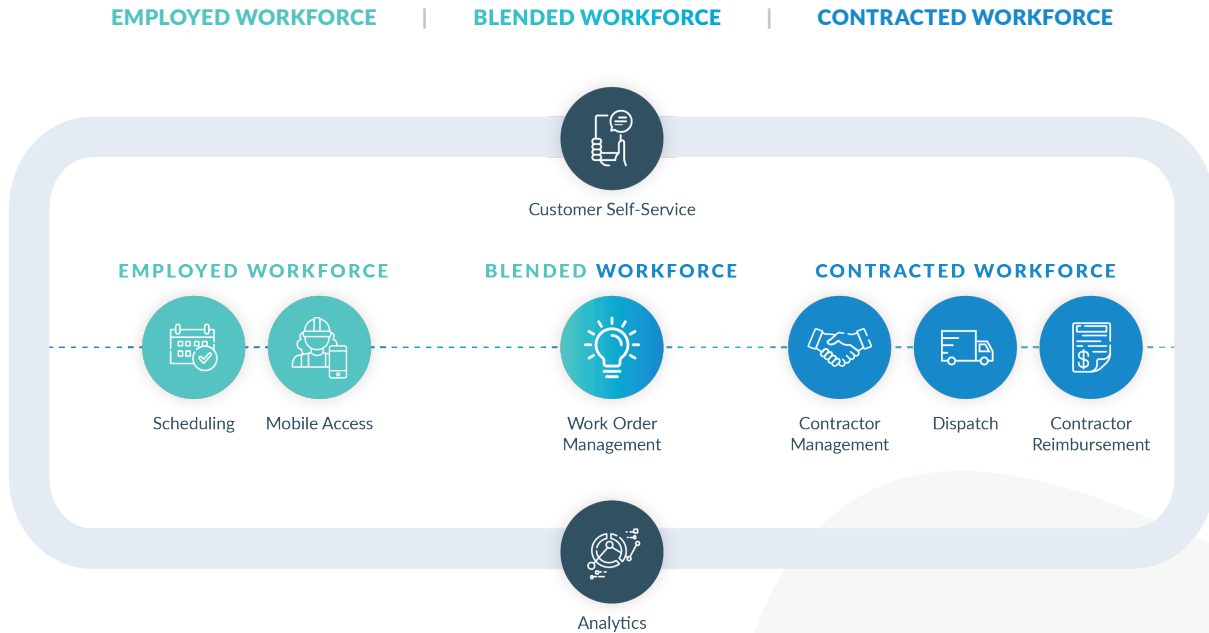 EMPLOYED WORKFORCE | BLENDED WORKFORCE | CONTRACTED WORKFORCE
Customer Self-Service
EMPLOYED WORKFORCE
BLENDED WORKFORCE
CONTRACTED WORKFORCE
Scheduling
Mobile Access
Work Order
Management
Contractor
Management
Dispatch
$
Contractor
Reimbursement
Analytics